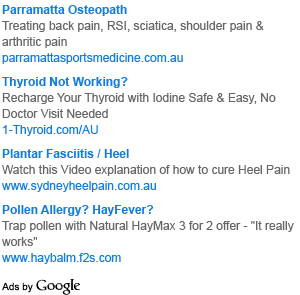 Parramatta Osteopath
Treating back pain, RSI, sciatica, shoulder pain &
arthritic pain
parramattasportsmedicine.com.au
Thyroid Not Working?
Recharge Your Thyroid with Iodine Safe & Easy, No
Doctor Visit Needed
1-Thyroid.com/AU
Plantar Fasciitis / Heel
Watch this Video explanation of how to cure Heel Pain
www.sydneyheelpain.com.au
Pollen Allergy? HayFever?
Trap pollen with Natural HayMax 3 for 2 offer - "It really
works"
www.haybalm.f2s.com
Ads by Google